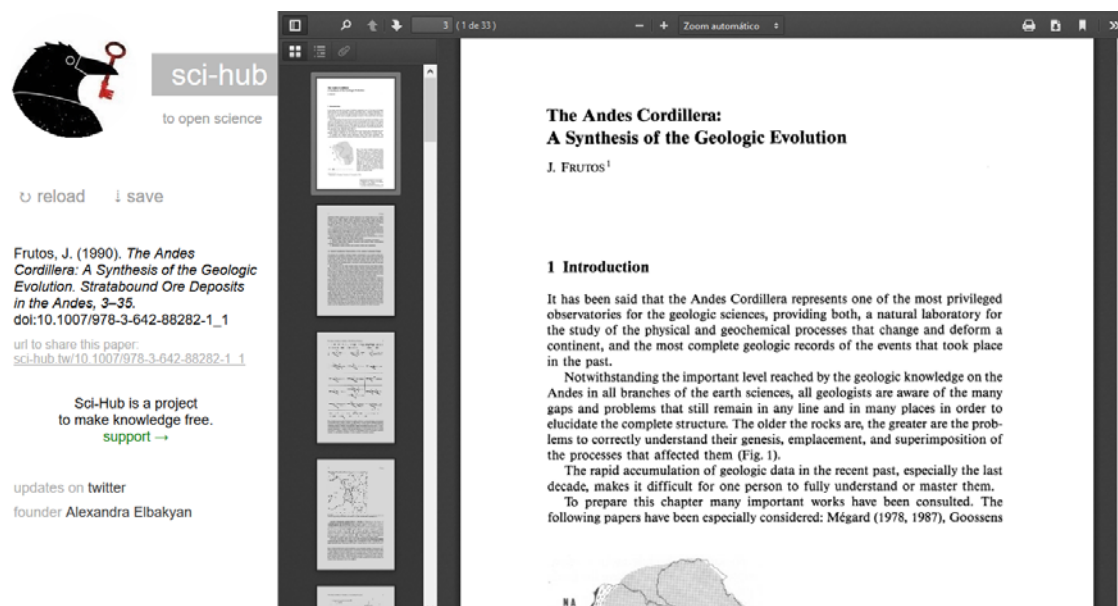 sci-hub
to open science
↻ reload ↓ save
Frutos, J. (1990). The Andes
Cordillera: A Synthesis of the Geologic
Evolution. Stratabound Ore Deposits
in the Andes, 3–35.
doi:10.1007/978-3-642-88282-1_1
url to share this paper:
sci-hub.tw/10.1007/978-3-642-88282-1_1
Sci-Hub is a project
to make knowledge free.
support →
updates on twitter
founder Alexandra Elbakyan
3 (1 de 33)
− + Zoom automático
The Andes Cordillera:
A Synthesis of the Geologic Evolution
J. FRUTOS1
1 Introduction
It has been said that the Andes Cordillera represents one of the most privileged
observatories for the geologic sciences, providing both, a natural laboratory for
the study of the physical and geochemical processes that change and deform a
continent, and the most complete geologic records of the events that took place
in the past.
Notwithstanding the important level reached by the geologic knowledge on the
Andes in all branches of the earth sciences, all geologists are aware of the many
gaps and problems that still remain in any line and in many places in order to
elucidate the complete structure. The older the rocks are, the greater are the prob-
lems to correctly understand their genesis, emplacement, and superimposition of
the processes that affected them (Fig. 1).
The rapid accumulation of geologic data in the recent past, especially the last
decade, makes it difficult for one person to fully understand or master them.
To prepare this chapter many important works have been consulted. The
following papers have been especially considered: Mégard (1978, 1987), Goossens
NA